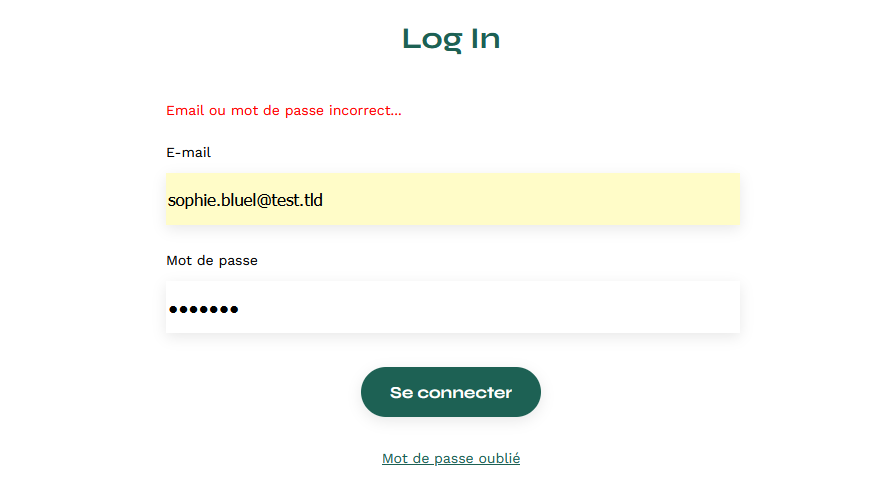 Log In
Email ou mot de passe incorrect...
E-mail
sophie.bluel@test.tld
Mot de passe
•••••••
Se connecter
Mot de passe oublié